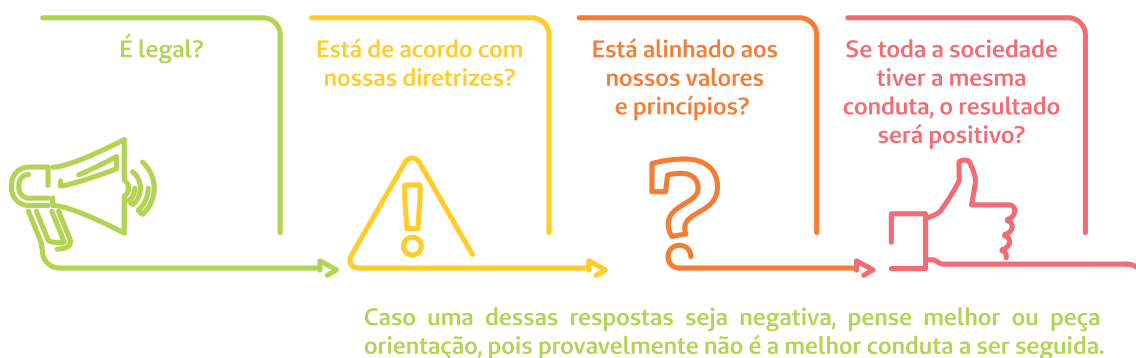 É legal?
Está de acordo com
nossas diretrizes?
Está alinhado aos
nossos valores
e princípios?
Se toda a sociedade
tiver a mesma
conduta, o resultado
será positivo?
Caso uma dessas respostas seja negativa, pense melhor ou peça
orientação, pois provavelmente não é a melhor conduta a ser seguida.